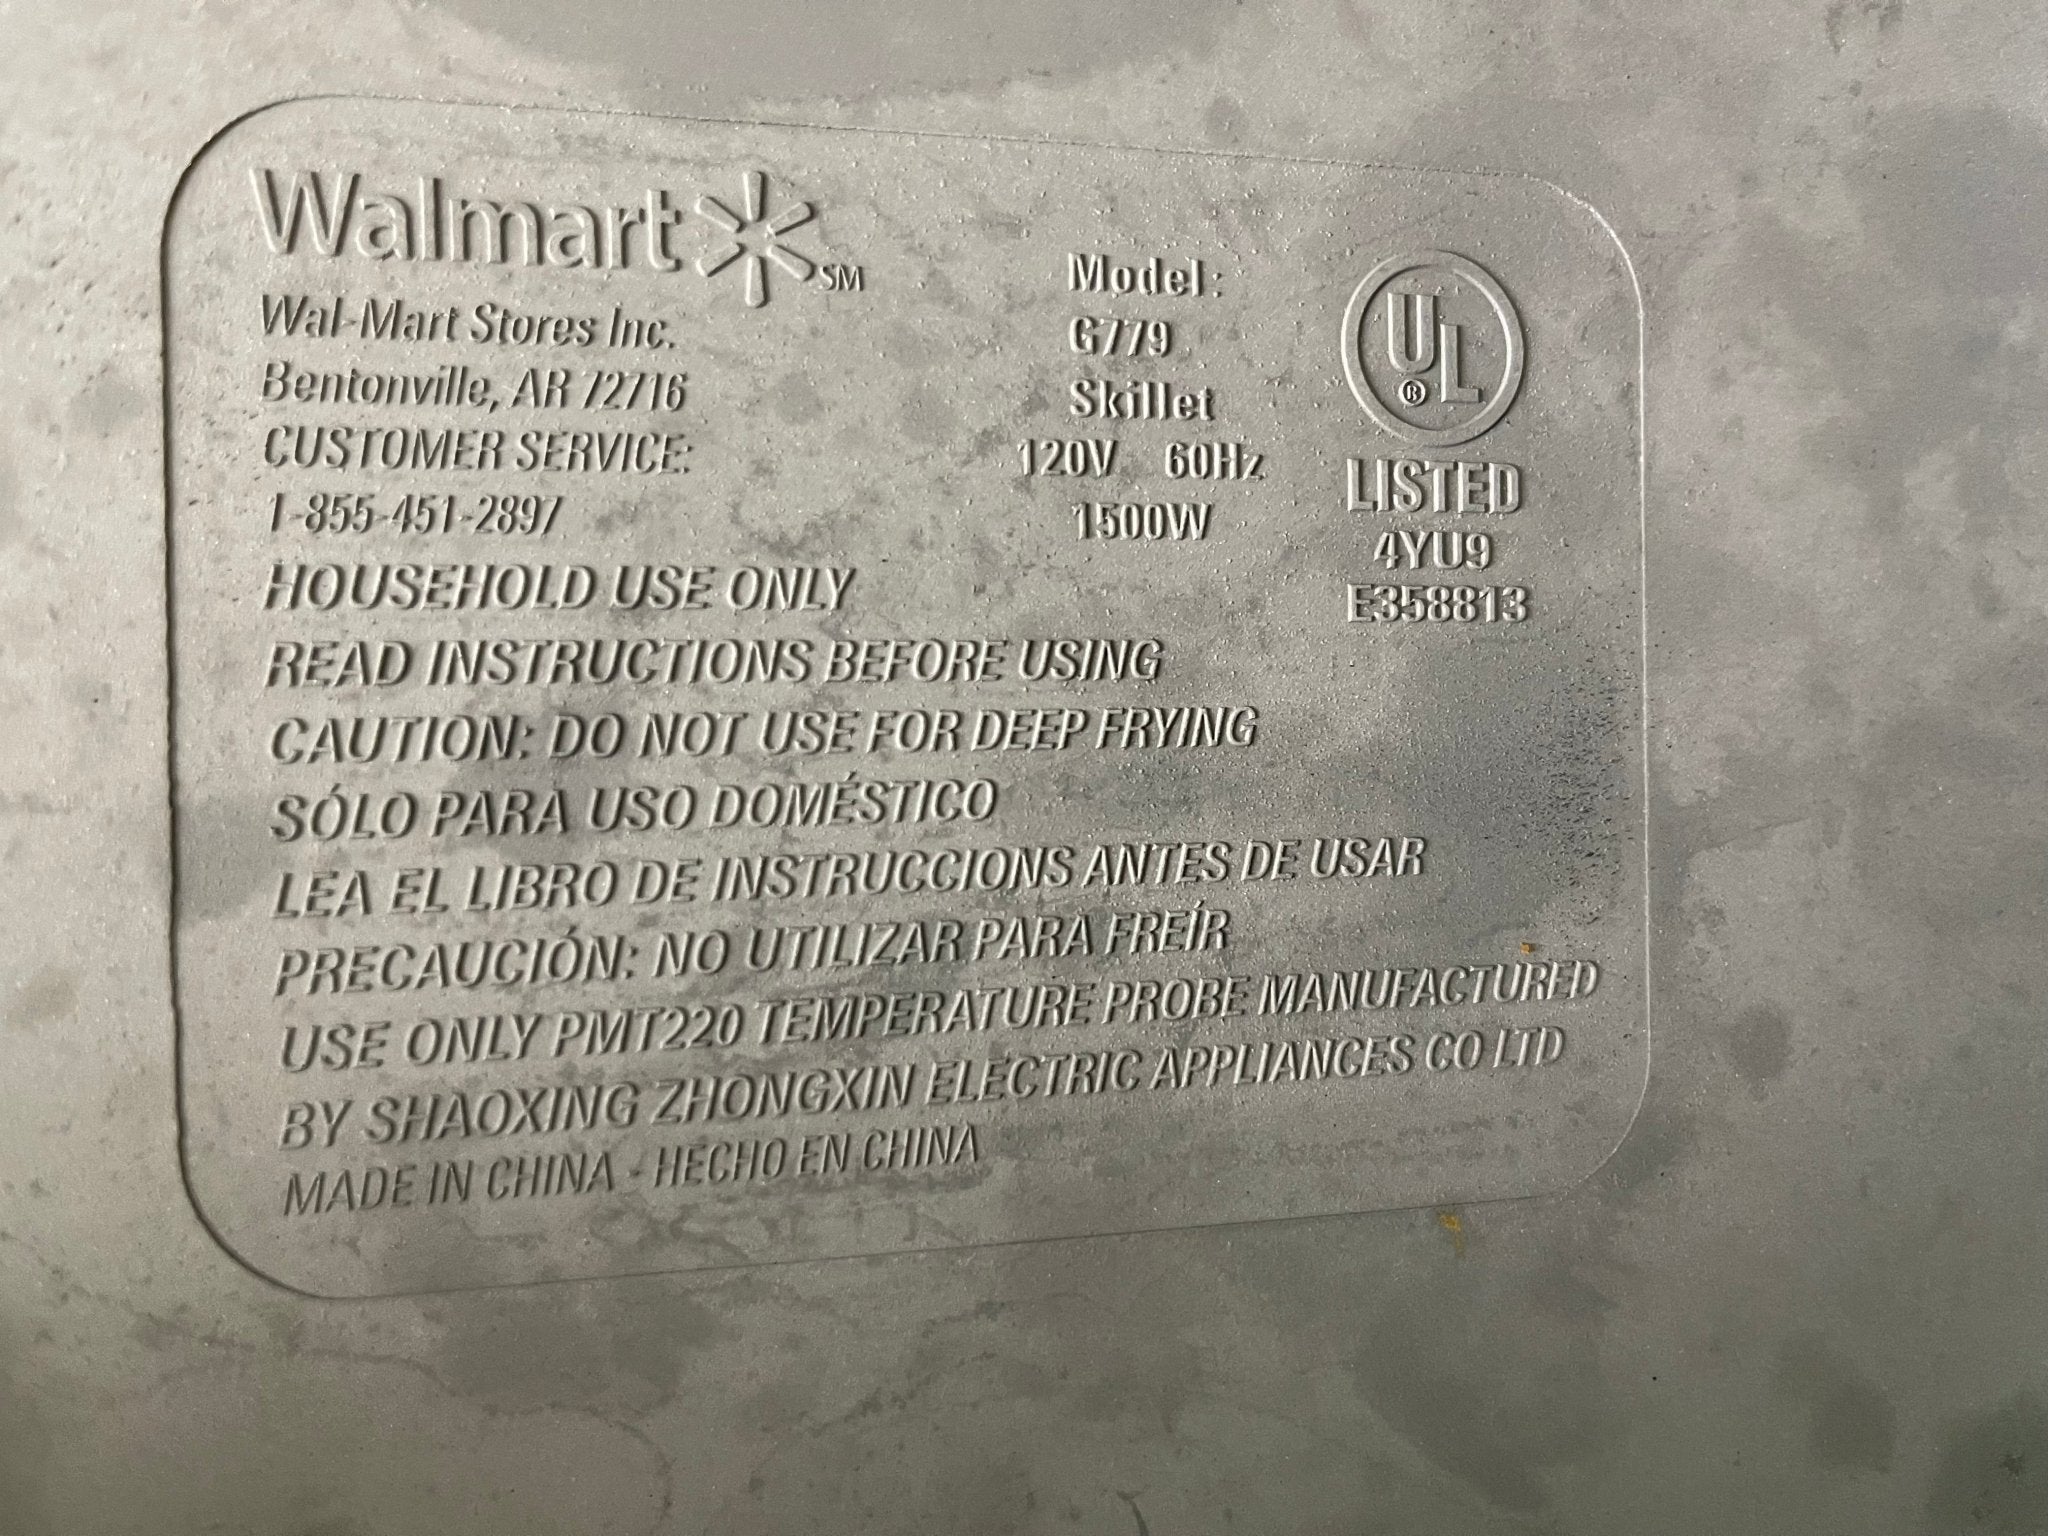 Walmart SM
Wal-Mart Stores Inc.
Bentonville, AR 72716
CUSTOMER SERVICE:
1-855-451-2897
Model:
G779
Skillet
120V 60Hz
1500W
UL ®
LISTED
4YU9
E358813
HOUSEHOLD USE ONLY
READ INSTRUCTIONS BEFORE USING
CAUTION: DO NOT USE FOR DEEP FRYING
SÓLO PARA USO DOMÉSTICO
LEA EL LIBRO DE INSTRUCCIONS ANTES DE USAR
PRECAUCIÓN: NO UTILIZAR PARA FREÍR
USE ONLY PMT220 TEMPERATURE PROBE MANUFACTURED
BY SHAOXING ZHONGXIN ELECTRIC APPLIANCES CO LTD
MADE IN CHINA - HECHO EN CHINA